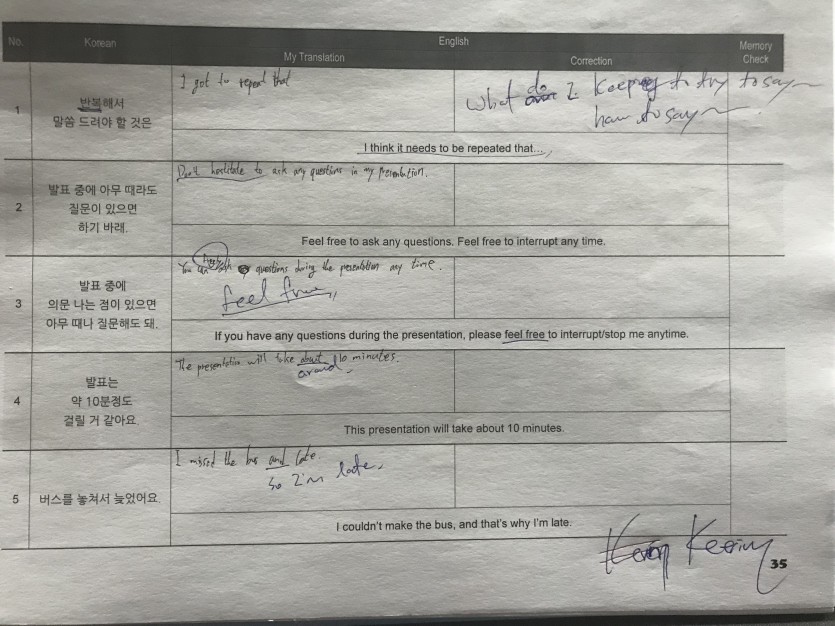 No.
Korean
English
My Translation
Correction
Memory
Check
1
반복해서
말씀 드려야 할 것은
I got to repeat that
What do I keeping to try to say
have to say
I think it needs to be repeated that...
2
발표 중에 아무 때라도
질문이 있으면
하기 바래.
Don't hesitate to ask any questions in my presentation.
Feel free to ask any questions. Feel free to interrupt any time.
3
발표 중에
의문 나는 점이 있으면
아무 때나 질문해도 돼.
You can ask questions during the presentation any time.
feel free
If you have any questions during the presentation, please feel free to interrupt/stop me anytime.
4
발표는
약 10분정도
걸릴 거 같아요.
The presentation will take about 10 minutes.
around
This presentation will take about 10 minutes.
5
버스를 놓쳐서 늦었어요.
I missed the bus and late.
so I'm late.
I couldn't make the bus, and that's why I'm late.
35